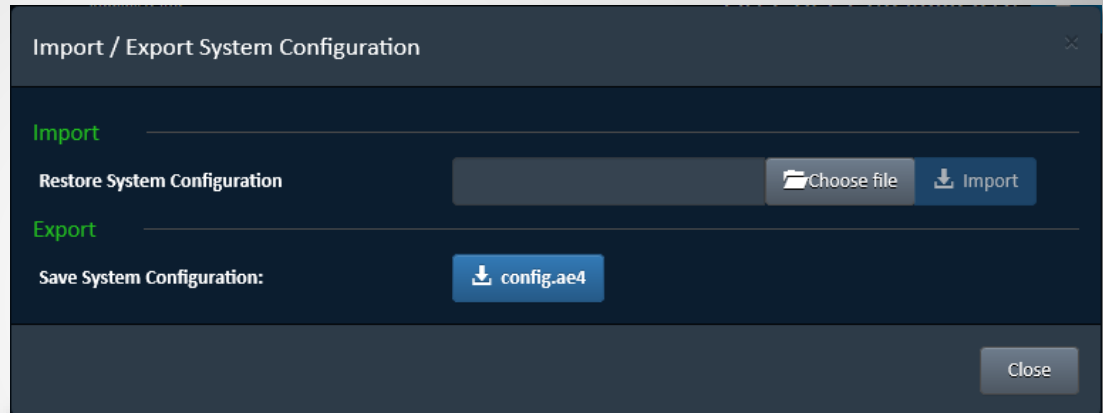 Import / Export System Configuration
×
Import
Restore System Configuration
Choose file
Import
Export
Save System Configuration:
config.ae4
Close